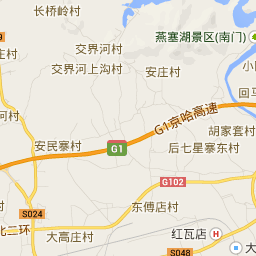 长桥岭村
燕塞湖景区(南门)
交界河村
交界河上沟村
安庄村
回马
G1京哈高速
河村
胡家套村
安民寨村
G1
后七星寨东村
G102
S024
东傅店村
北二环
大高庄村
红瓦店
S048
大